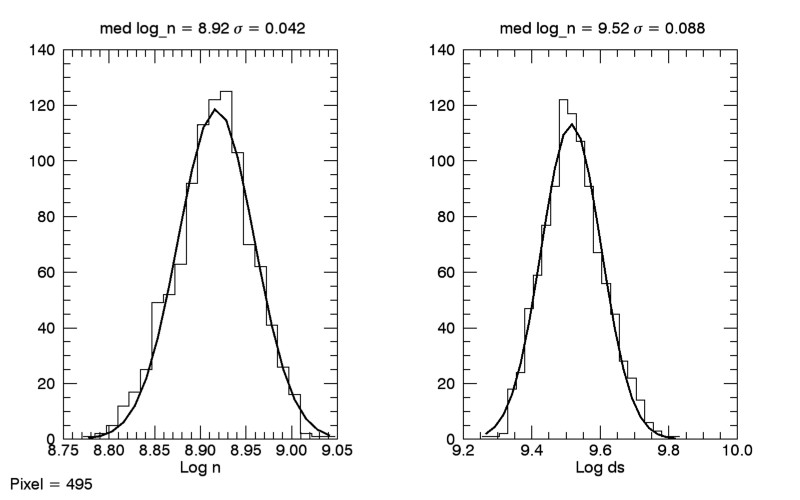 med log_n = 8.92 σ = 0.042
140
120
100
80
60
40
20
0
8.75 8.80 8.85 8.90 8.95 9.00 9.05
Log n
med log_n = 9.52 σ = 0.088
140
120
100
80
60
40
20
0
9.2 9.4 9.6 9.8 10.0
Log ds
Pixel = 495